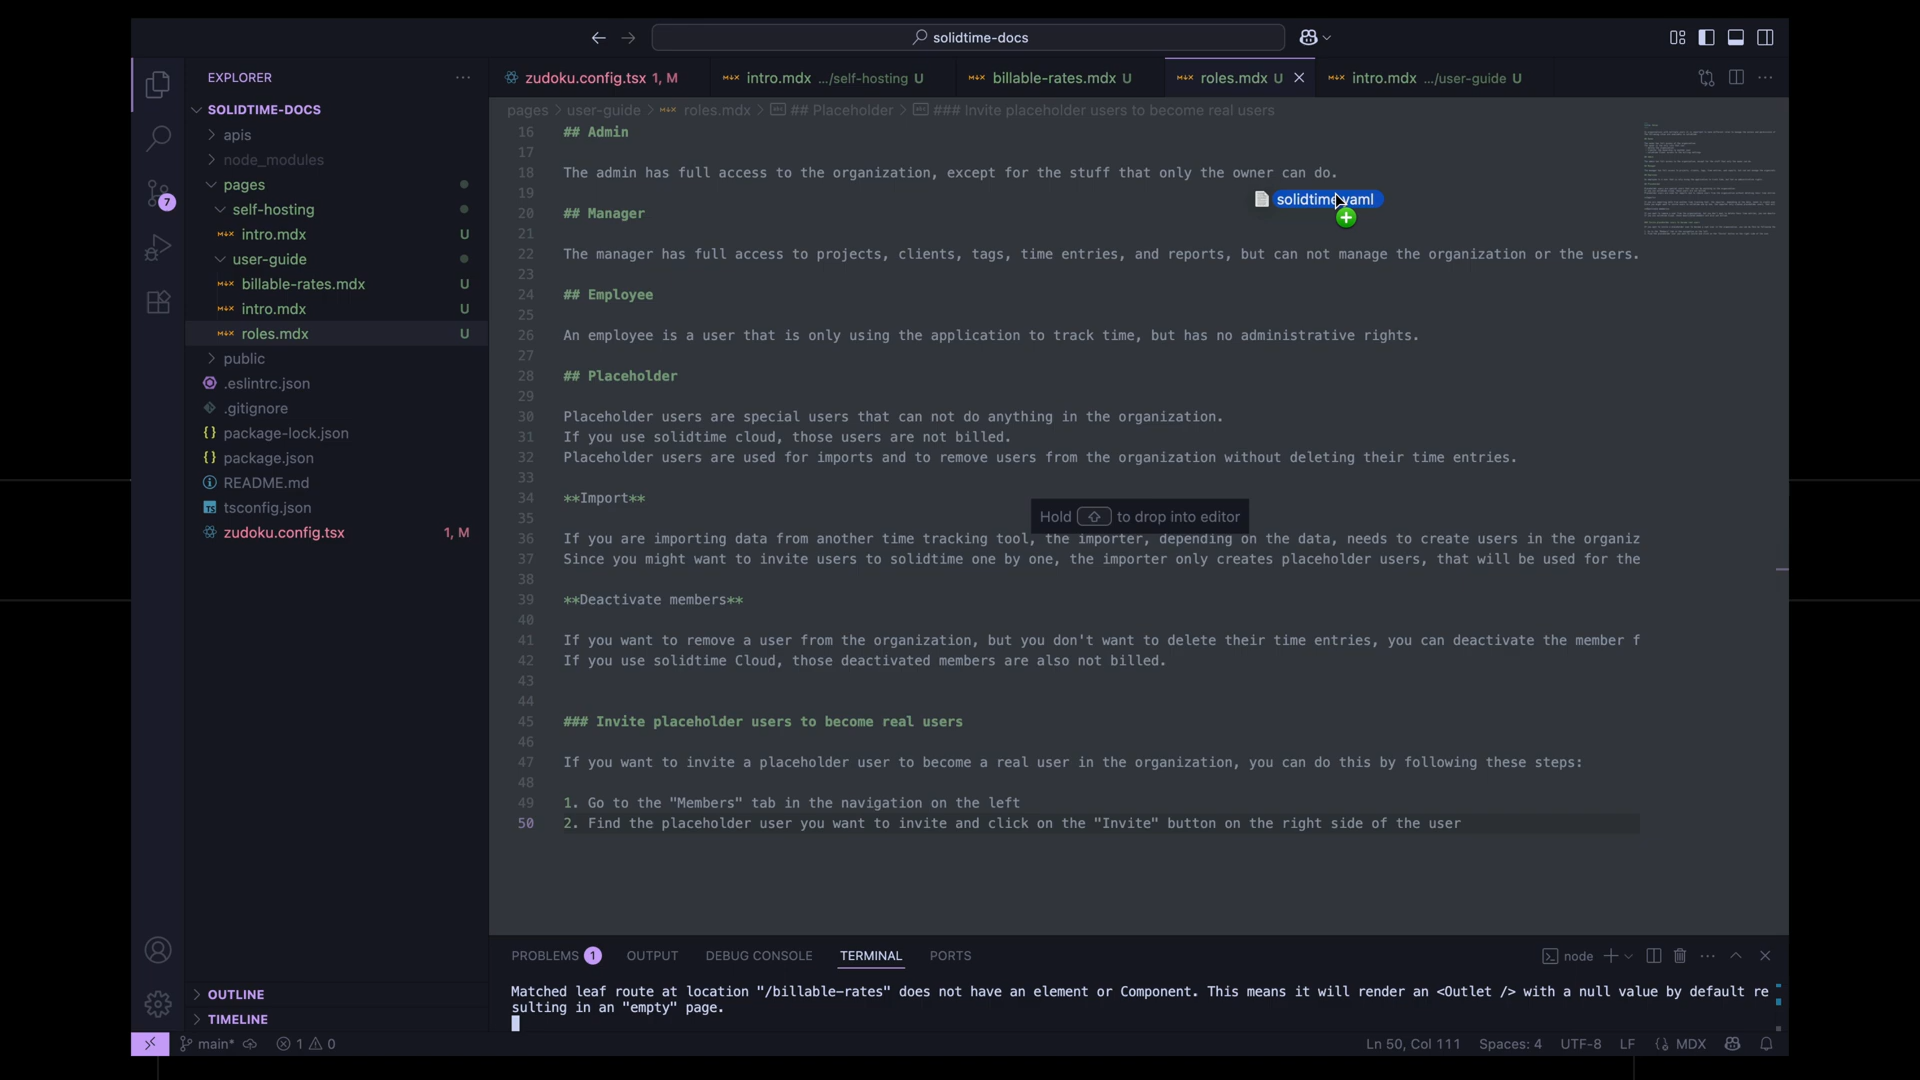 solidtime-docs
EXPLORER
SOLIDTIME-DOCS
apis
node_modules
pages
self-hosting
intro.mdx U
user-guide
billable-rates.mdx U
intro.mdx U
roles.mdx U
public
.eslintrc.json
.gitignore
{} package-lock.json
{} package.json
README.md
tsconfig.json
zudoku.config.tsx 1, M
7
OUTLINE
TIMELINE
zudoku.config.tsx 1, M
intro.mdx .../self-hosting U
billable-rates.mdx U
roles.mdx U
intro.mdx .../user-guide U
pages > user-guide > roles.mdx > ## Placeholder > ### Invite placeholder users to become real users
16 ## Admin
17
18 The admin has full access to the organization, except for the stuff that only the owner can do.
19
solidtime.yaml
20 ## Manager
21
22 The manager has full access to projects, clients, tags, time entries, and reports, but can not manage the organization or the users.
23
24 ## Employee
25
26 An employee is a user that is only using the application to track time, but has no administrative rights.
27
28 ## Placeholder
29
30 Placeholder users are special users that can not do anything in the organization.
31 If you use solidtime cloud, those users are not billed.
32 Placeholder users are used for imports and to remove users from the organization without deleting their time entries.
33
34 **Import**
35
Hold to drop into editor
36 If you are importing data from another time tracking tool, the importer, depending on the data, needs to create users in the organiz
37 Since you might want to invite users to solidtime one by one, the importer only creates placeholder users, that will be used for the
38
39 **Deactivate members**
40
41 If you want to remove a user from the organization, but you don't want to delete their time entries, you can deactivate the member f
42 If you use solidtime Cloud, those deactivated members are also not billed.
43
44
45 ### Invite placeholder users to become real users
46
47 If you want to invite a placeholder user to become a real user in the organization, you can do this by following these steps:
48
49 1. Go to the "Members" tab in the navigation on the left
50 2. Find the placeholder user you want to invite and click on the "Invite" button on the right side of the user
PROBLEMS 1 OUTPUT DEBUG CONSOLE TERMINAL PORTS
node
Matched leaf route at location "/billable-rates" does not have an element or Component. This means it will render an <Outlet /> with a null value by default re
sulting in an "empty" page.
main* 1 0
Ln 50, Col 111 Spaces: 4 UTF-8 LF {} MDX